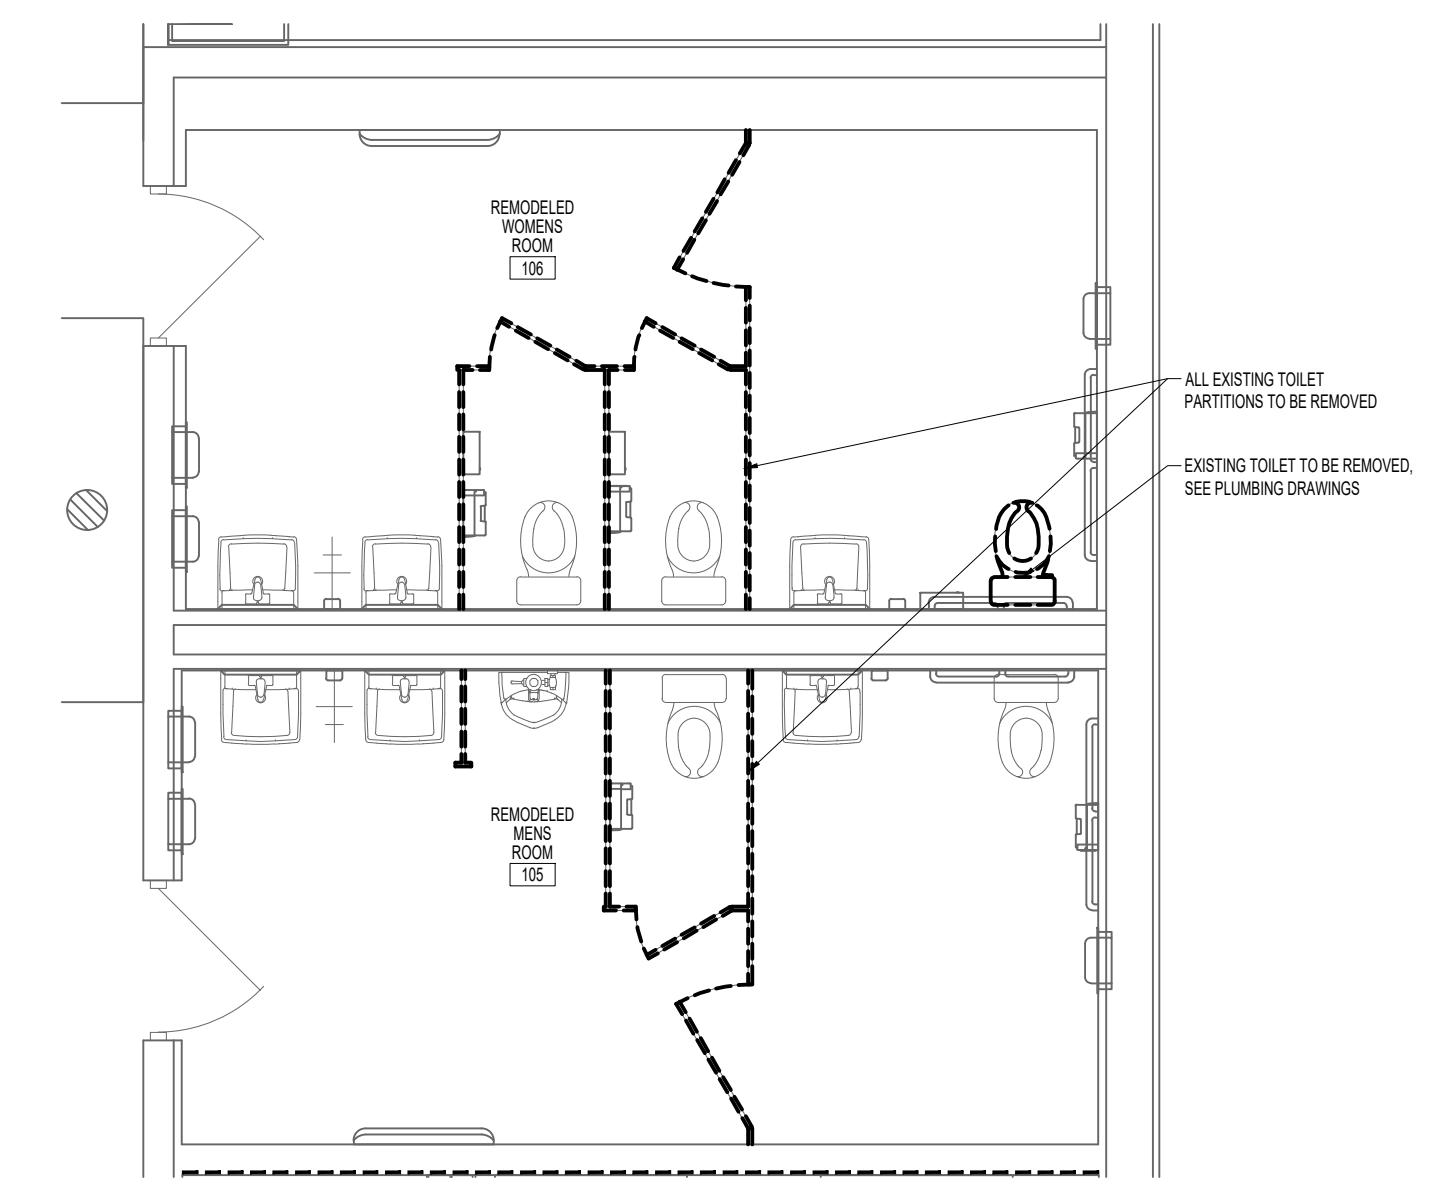 REMODELED
WOMENS
ROOM
106
ALL EXISTING TOILET
PARTITIONS TO BE REMOVED
EXISTING TOILET TO BE REMOVED,
SEE PLUMBING DRAWINGS
REMODELED
MENS
ROOM
105